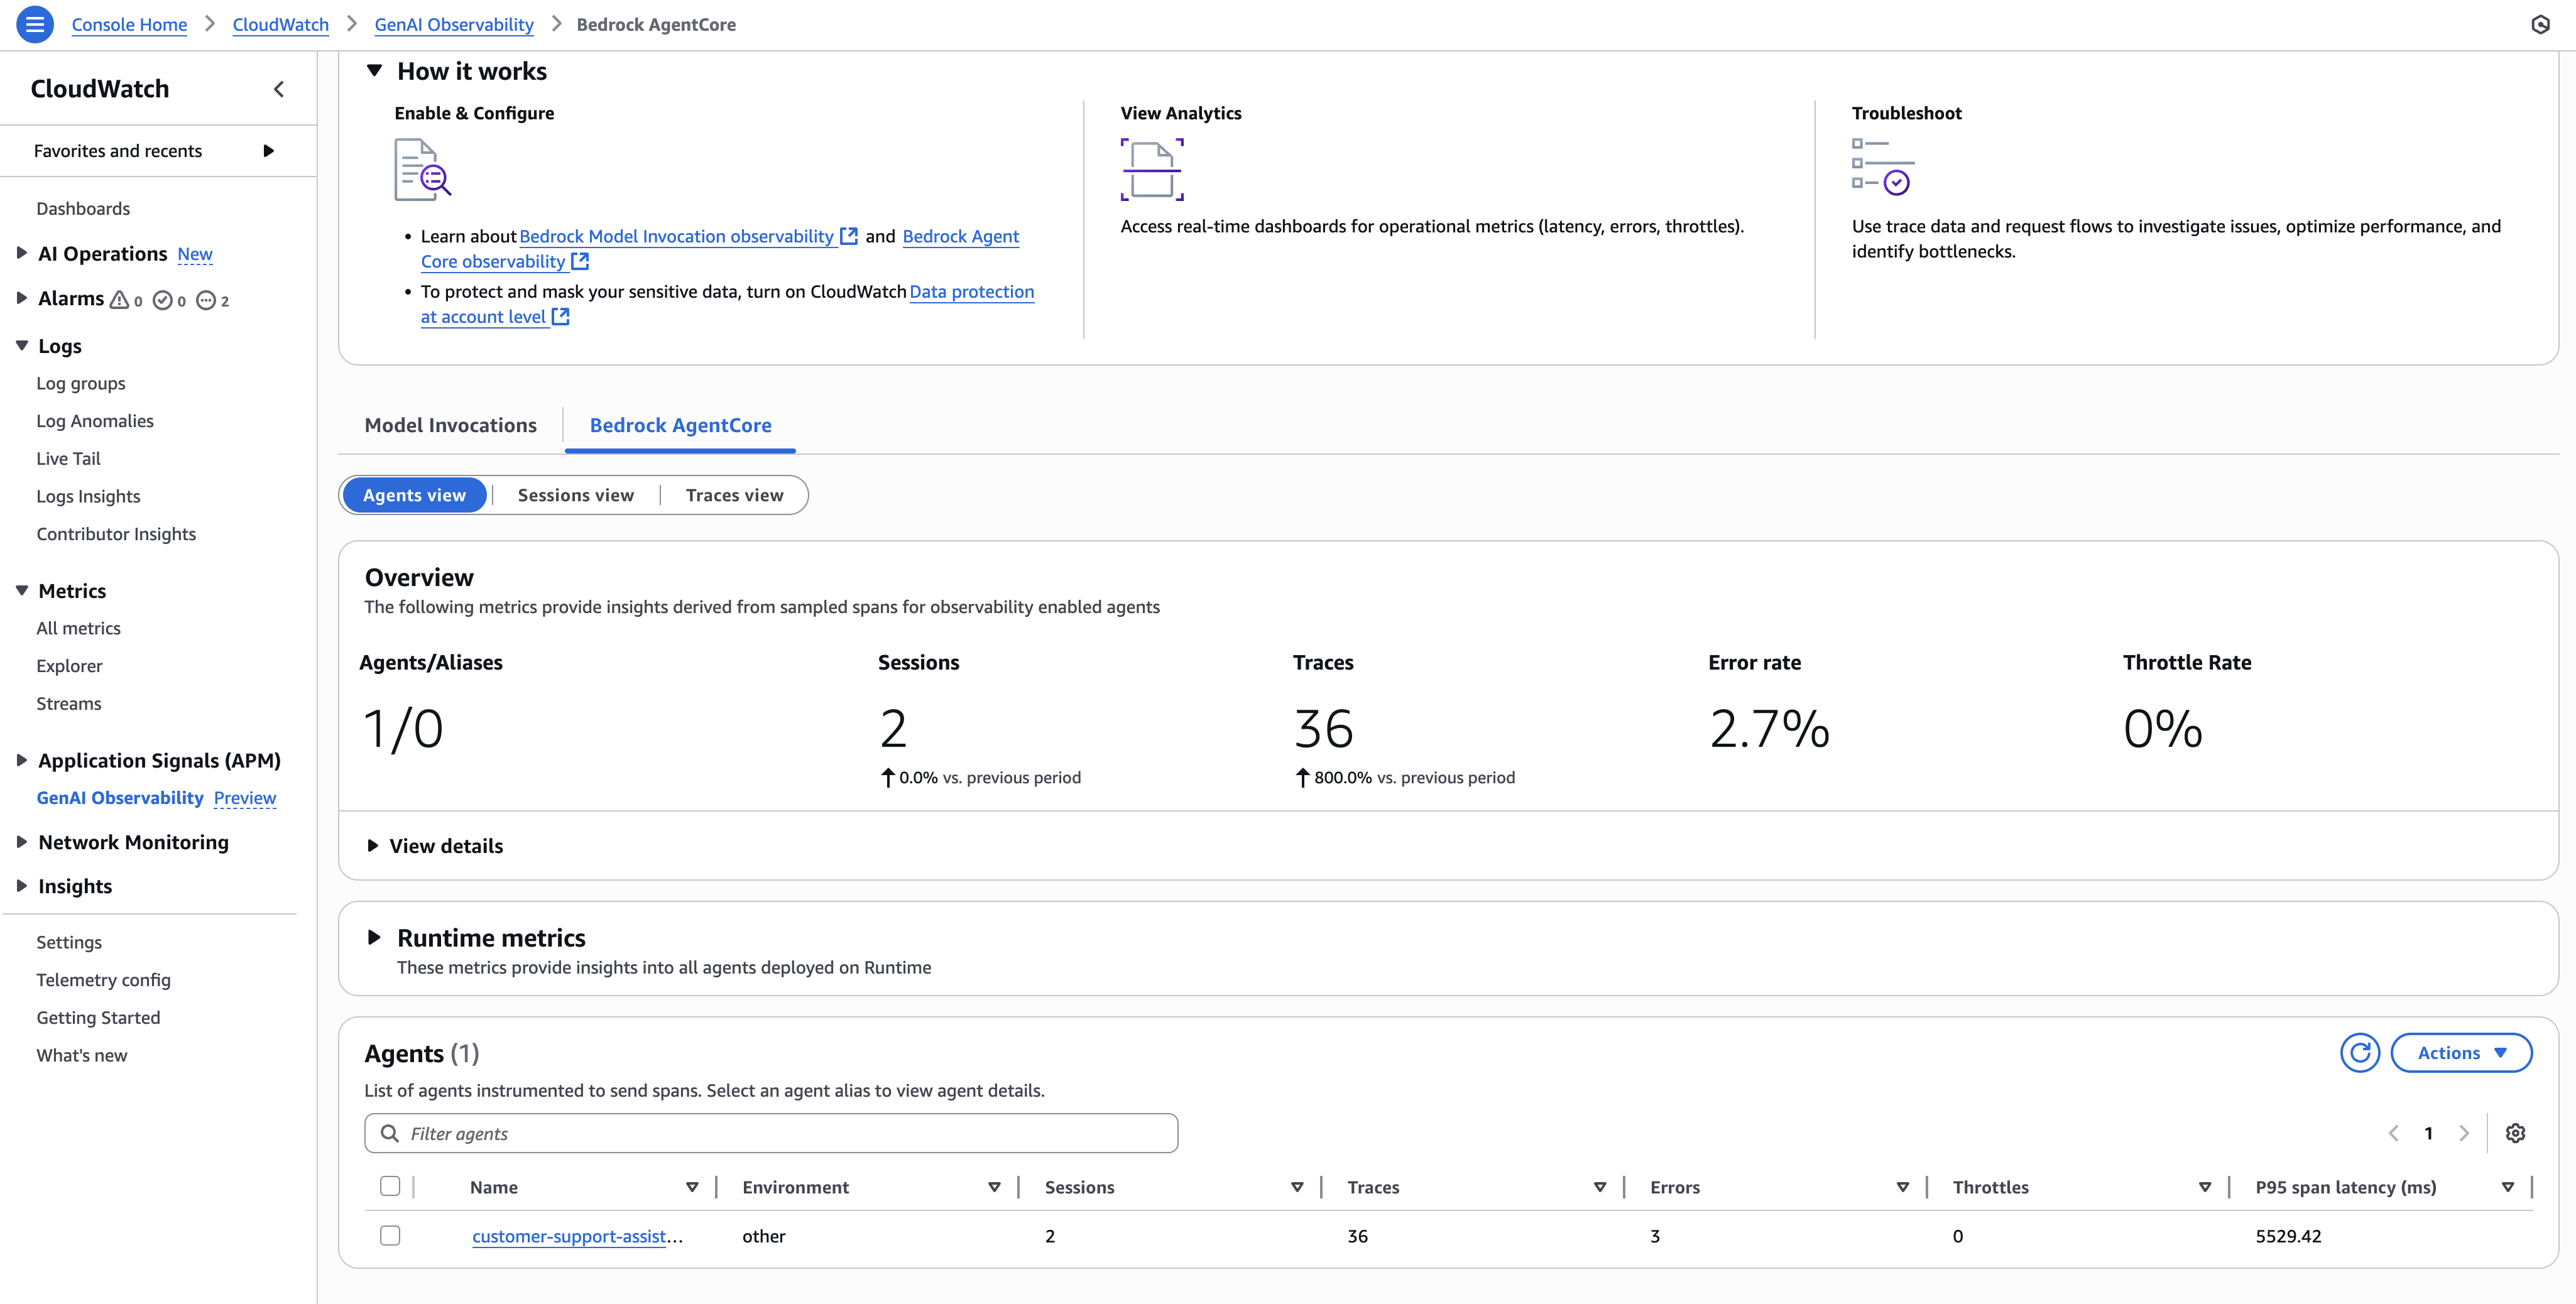 Console Home > CloudWatch > GenAI Observability > Bedrock AgentCore
CloudWatch
Favorites and recents
Dashboards
AI Operations New
Alarms 0 0 2
Logs
Log groups
Log Anomalies
Live Tail
Logs Insights
Contributor Insights
Metrics
All metrics
Explorer
Streams
Application Signals (APM)
GenAI Observability Preview
Network Monitoring
Insights
Settings
Telemetry config
Getting Started
What's new
How it works
Enable & Configure
• Learn about Bedrock Model Invocation observability and Bedrock Agent
Core observability
• To protect and mask your sensitive data, turn on CloudWatch Data protection
at account level
View Analytics
Access real-time dashboards for operational metrics (latency, errors, throttles).
Troubleshoot
Use trace data and request flows to investigate issues, optimize performance, and
identify bottlenecks.
Model Invocations Bedrock AgentCore
Agents view Sessions view Traces view
Overview
The following metrics provide insights derived from sampled spans for observability enabled agents
Agents/Aliases Sessions Traces Error rate Throttle Rate
1/0 2 36 2.7% 0%
0.0% vs. previous period 800.0% vs. previous period
View details
Runtime metrics
These metrics provide insights into all agents deployed on Runtime
Agents (1) Actions
List of agents instrumented to send spans. Select an agent alias to view agent details.
Filter agents 1
Name Environment Sessions Traces Errors Throttles P95 span latency (ms)
customer-support-assist... other 2 36 3 0 5529.42